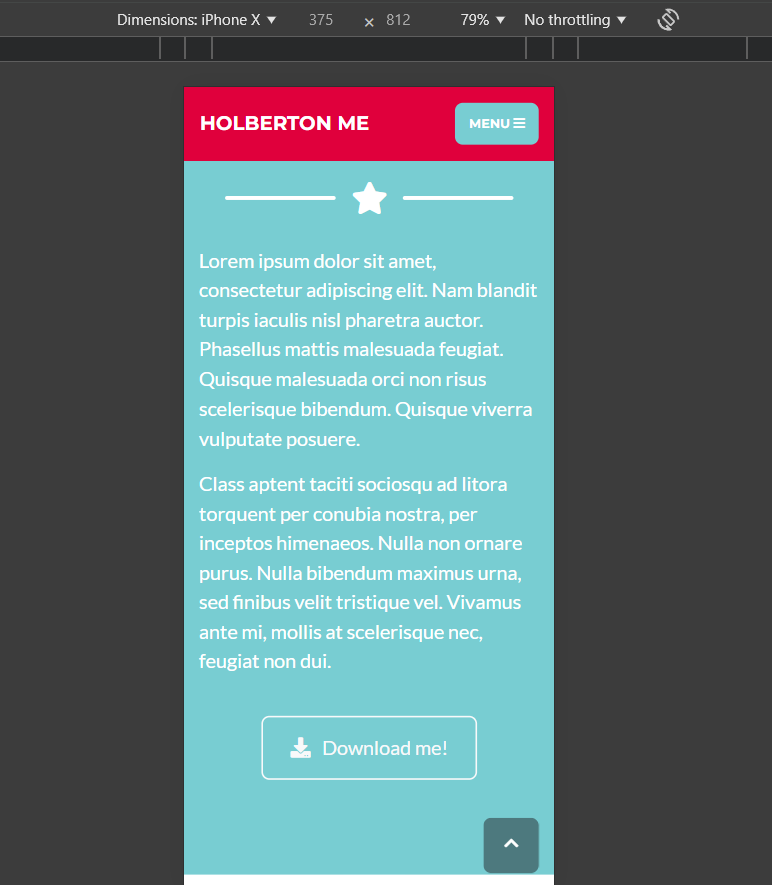 Dimensions: iPhone X 375 × 812 79% No throttling
HOLBERTON ME
MENU
Lorem ipsum dolor sit amet,
consectetur adipiscing elit. Nam blandit
turpis iaculis nisl pharetra auctor.
Phasellus mattis malesuada feugiat.
Quisque malesuada orci non risus
scelerisque bibendum. Quisque viverra
vulputate posuere.
Class aptent taciti sociosqu ad litora
torquent per conubia nostra, per
inceptos himenaeos. Nulla non ornare
purus. Nulla bibendum maximus urna,
sed finibus velit tristique vel. Vivamus
ante mi, mollis at scelerisque nec,
feugiat non dui.
Download me!